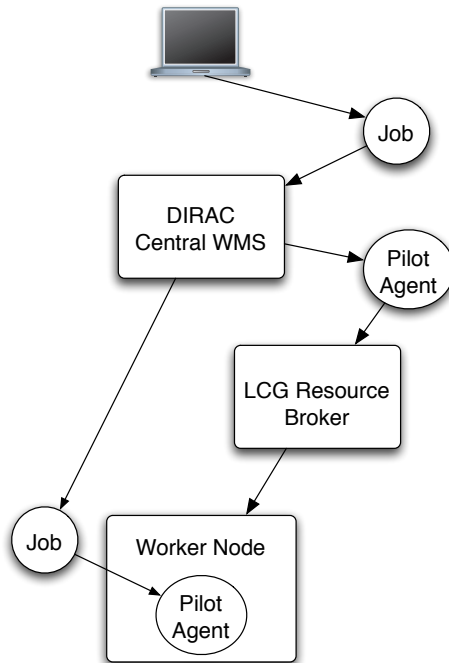 Job
DIRAC
Central WMS
Pilot
Agent
LCG Resource
Broker
Job
Worker Node
Pilot
Agent